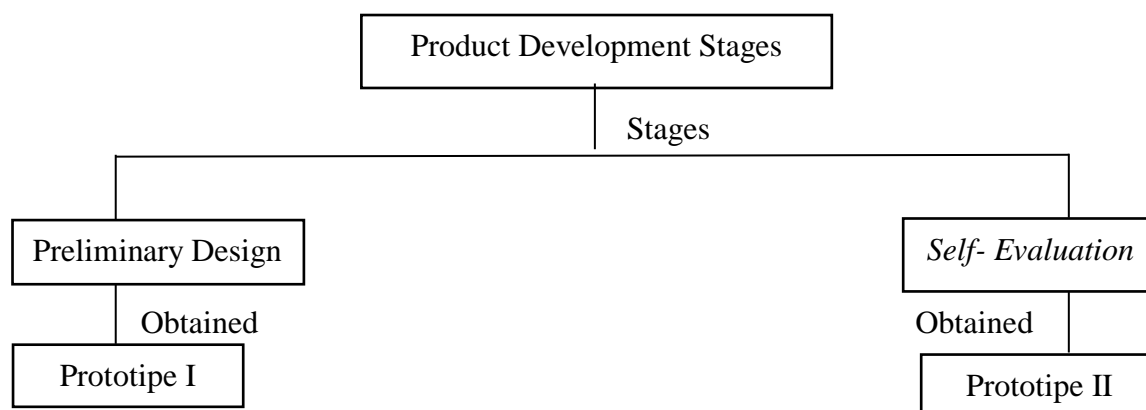 Product Development Stages
Stages
Preliminary Design
Self- Evaluation
Obtained
Obtained
Prototipe I
Prototipe II